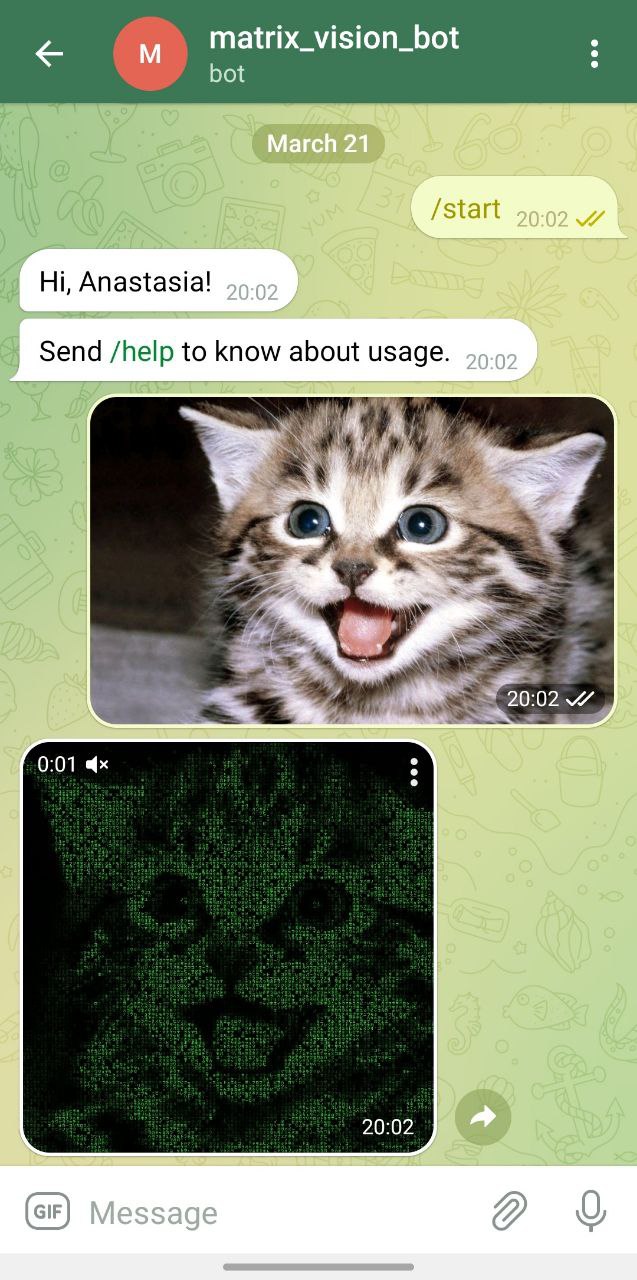 M
matrix_vision_bot
bot
March 21
/start 20:02
Hi, Anastasia! 20:02
Send /help to know about usage. 20:02
20:02
0:01
20:02
GIF Message